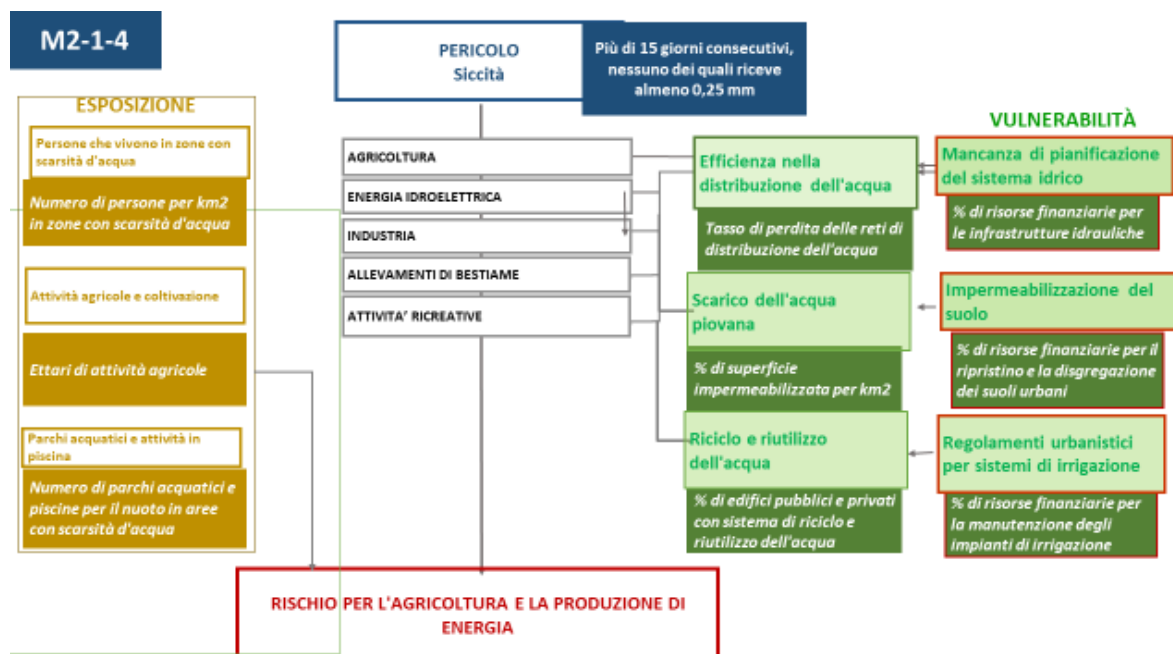 M2-1-4
PERICOLO
Siccità
Più di 15 giorni consecutivi,
nessuno dei quali riceve
almeno 0,25 mm
ESPOSIZIONE
Persone che vivono in zone con
scarsità d'acqua
Numero di persone per km2
in zone con scarsità d'acqua
Attività agricole e coltivazione
Ettari di attività agricole
Parchi acquatici e attività in
piscina
Numero di parchi acquatici e
piscine per il nuoto in aree
con scarsità d'acqua
AGRICOLTURA
ENERGIA IDROELETTRICA
INDUSTRIA
ALLEVAMENTI DI BESTIAME
ATTIVITA' RICREATIVE
Efficienza nella
distribuzione dell'acqua
Tasso di perdita delle reti di
distribuzione dell'acqua
Scarico dell'acqua
piovana
% di superficie
impermeabilizzata per km2
Riciclo e riutilizzo
dell'acqua
% di edifici pubblici e privati
con sistema di riciclo e
riutilizzo dell'acqua
VULNERABILITÀ
Mancanza di pianificazione
del sistema idrico
% di risorse finanziarie per
le infrastrutture idrauliche
Impermeabilizzazione del
suolo
% di risorse finanziarie per il
ripristino e la disgregazione
dei suoli urbani
Regolamenti urbanistici
per sistemi di irrigazione
% di risorse finanziarie per
la manutenzione degli
impianti di irrigazione
RISCHIO PER L'AGRICOLTURA E LA PRODUZIONE DI
ENERGIA